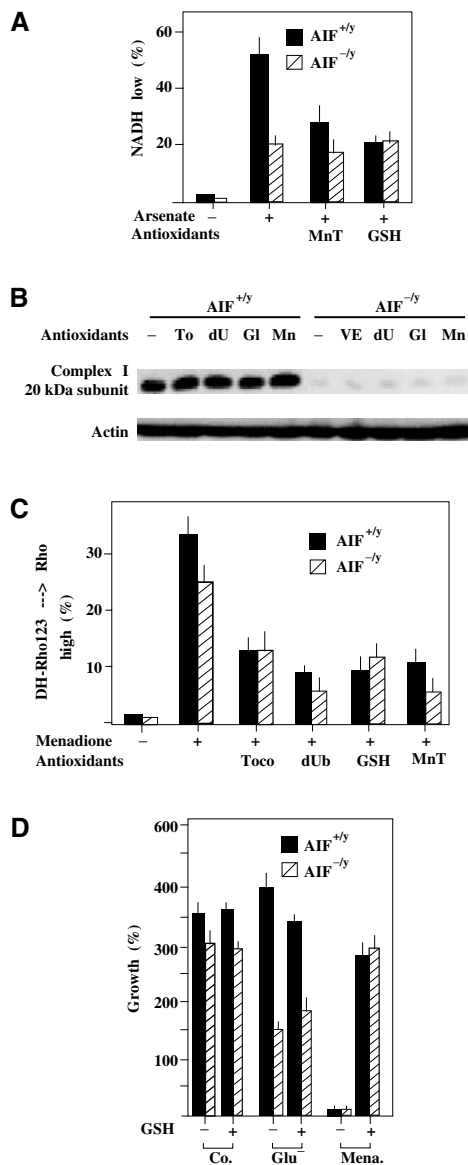 A
AIF+/y
AIF−/y
NADH low (%)
60
40
20
Arsenate − + + +
Antioxidants MnT GSH
B
AIF+/y AIF−/y
Antioxidants − To dU Gl Mn − VE dU Gl Mn
Complex I
20 kDa subunit
Actin
C
AIF+/y
AIF−/y
DH-Rho123 ---> Rho
high (%)
30
20
10
Menadione − + + + + +
Antioxidants Toco dUb GSH MnT
D
AIF+/y
AIF−/y
Growth (%)
600
400
300
200
100
GSH − + − + − +
Co. Glu− Mena.